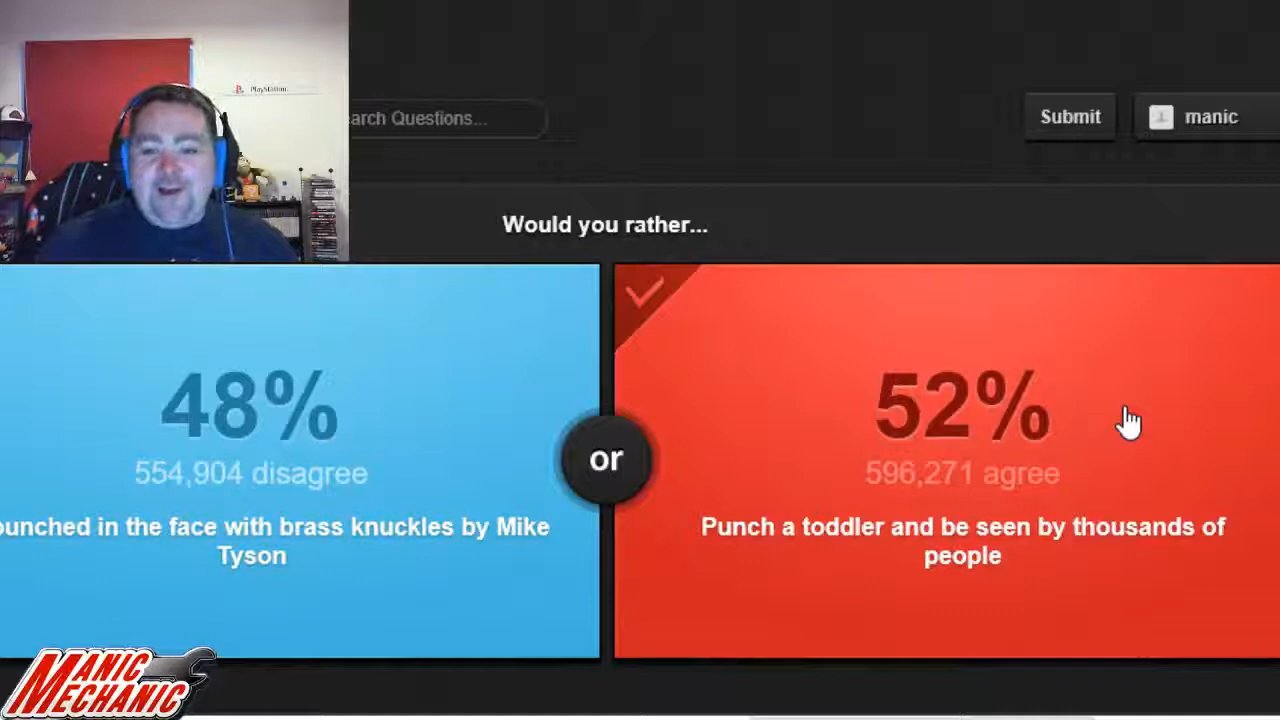 PlayStation
arch Questions...
Submit
manic
Would you rather...
48%
554,904 disagree
punched in the face with brass knuckles by Mike
Tyson
or
52%
596,271 agree
Punch a toddler and be seen by thousands of
people
MANIC
MECHANIC